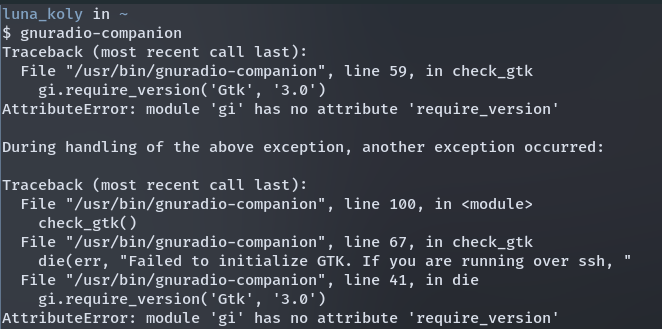 luna_koly in ~
$ gnuradio-companion
Traceback (most recent call last):
  File "/usr/bin/gnuradio-companion", line 59, in check_gtk
    gi.require_version('Gtk', '3.0')
AttributeError: module 'gi' has no attribute 'require_version'

During handling of the above exception, another exception occurred:

Traceback (most recent call last):
  File "/usr/bin/gnuradio-companion", line 100, in <module>
    check_gtk()
  File "/usr/bin/gnuradio-companion", line 67, in check_gtk
    die(err, "Failed to initialize GTK. If you are running over ssh, "
  File "/usr/bin/gnuradio-companion", line 41, in die
    gi.require_version('Gtk', '3.0')
AttributeError: module 'gi' has no attribute 'require_version'